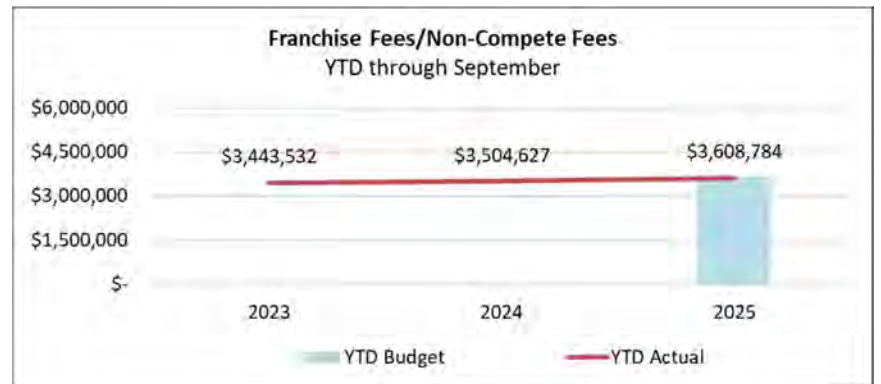 Franchise Fees/Non-Compete Fees
YTD through September
$6,000,000
$4,500,000
$3,443,532 $3,504,627 $3,608,784
$3,000,000
$1,500,000
$-
2023 2024 2025
YTD Budget YTD Actual